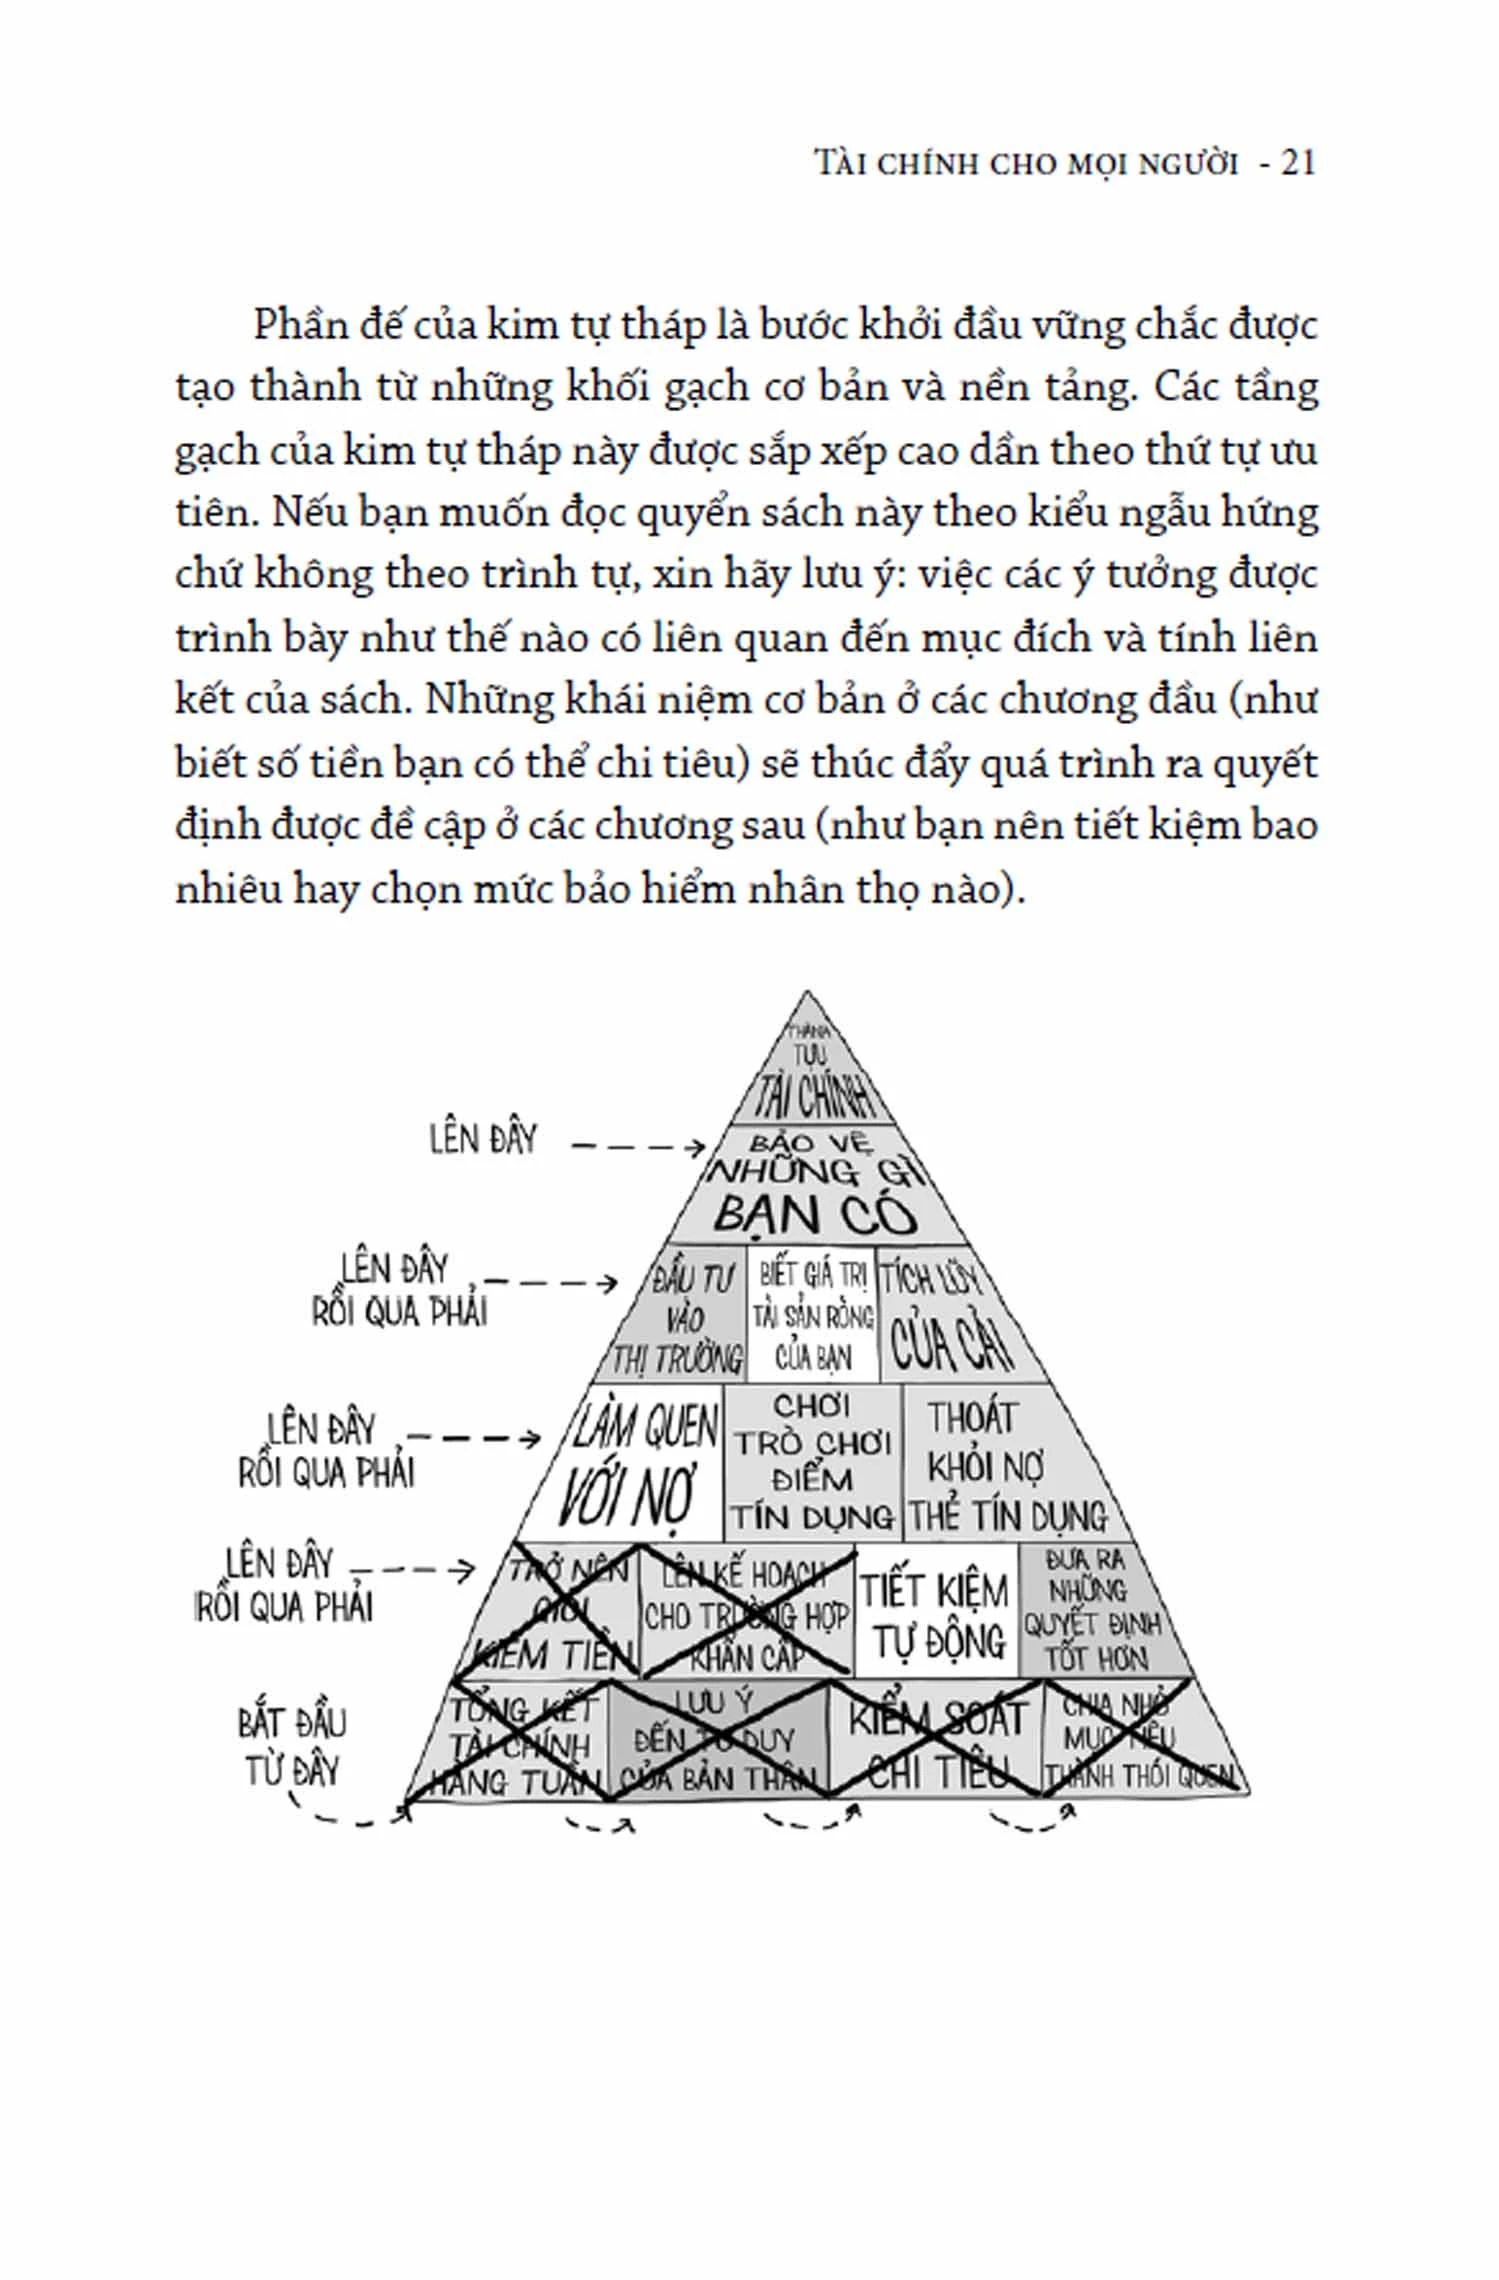 TÀI CHÍNH CHO MỌI NGƯỜI - 21
Phần đế của kim tự tháp là bước khởi đầu vững chắc được
tạo thành từ những khối gạch cơ bản và nền tảng. Các tầng
gạch của kim tự tháp này được sắp xếp cao dần theo thứ tự ưu
tiên. Nếu bạn muốn đọc quyển sách này theo kiểu ngẫu hứng
chứ không theo trình tự, xin hãy lưu ý: việc các ý tưởng được
trình bày như thế nào có liên quan đến mục đích và tính liên
kết của sách. Những khái niệm cơ bản ở các chương đầu (như
biết số tiền bạn có thể chi tiêu) sẽ thúc đẩy quá trình ra quyết
định được đề cập ở các chương sau (như bạn nên tiết kiệm bao
nhiêu hay chọn mức bảo hiểm nhân thọ nào).
THÀNH
TỰU
TÀI CHÍNH
LÊN ĐÂY
BẢO VỆ
NHỮNG GÌ
BẠN CÓ
LÊN ĐÂY
RỒI QUA PHẢI
ĐẦU TƯ
VÀO
THỊ TRƯỜNG
BIẾT GIÁ TRỊ
TÀI SẢN RÒNG
CỦA BẠN
TÍCH LŨY
CỦA CẢI
LÊN ĐÂY
RỒI QUA PHẢI
LÀM QUEN
VỚI NỢ
CHƠI
TRÒ CHƠI
ĐIỂM
TÍN DỤNG
THOÁT
KHỎI NỢ
THẺ TÍN DỤNG
LÊN ĐÂY
RỒI QUA PHẢI
TRỞ NÊN
GIỎI
KIẾM TIỀN
LÊN KẾ HOẠCH
CHO TRƯỜNG HỢP
KHẨN CẤP
TIẾT KIỆM
TỰ ĐỘNG
ĐƯA RA
NHỮNG
QUYẾT ĐỊNH
TỐT HƠN
BẮT ĐẦU
TỪ ĐÂY
TỔNG KẾT
TÀI CHÍNH
HÀNG TUẦN
LƯU Ý
ĐẾN TƯ DUY
CỦA BẢN THÂN
KIỂM SOÁT
CHI TIÊU
CHIA NHỎ
MỤC TIÊU
THÀNH THÓI QUEN